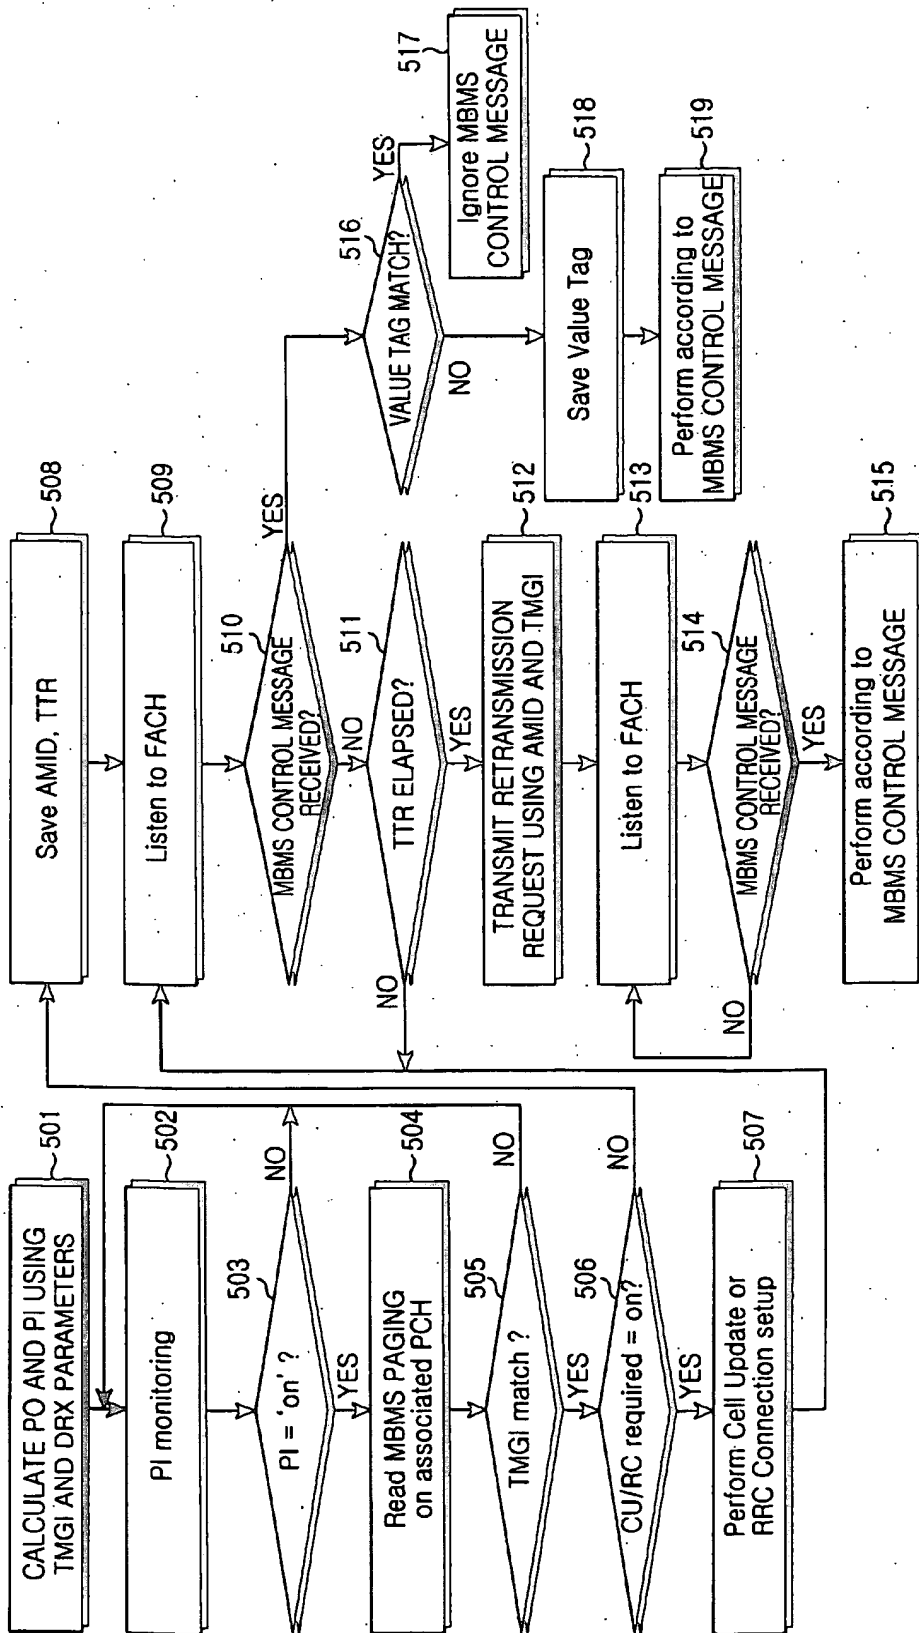 CALCULATE PO AND PI USING
TMGI AND DRX PARAMETERS
501
PI monitoring
502
PI = 'on' ?
503
NO
YES
Read MBMS PAGING
on associated PCH
504
TMGI match ?
505
NO
YES
CU/RC required = on?
506
NO
YES
Perform Cell Update or
RRC Connection setup
507
Save AMID, TTR
508
Listen to FACH
509
MBMS CONTROL MESSAGE
RECEIVED?
510
YES
NO
TTR ELAPSED?
511
NO
YES
TRANSMIT RETRANSMISSION
REQUEST USING AMID AND TMGI
512
Listen to FACH
513
MBMS CONTROL MESSAGE
RECEIVED?
514
NO
YES
Perform according to
MBMS CONTROL MESSAGE
515
VALUE TAG MATCH?
516
YES
NO
Ignore MBMS
CONTROL MESSAGE
517
Save Value Tag
518
Perform according to
MBMS CONTROL MESSAGE
519